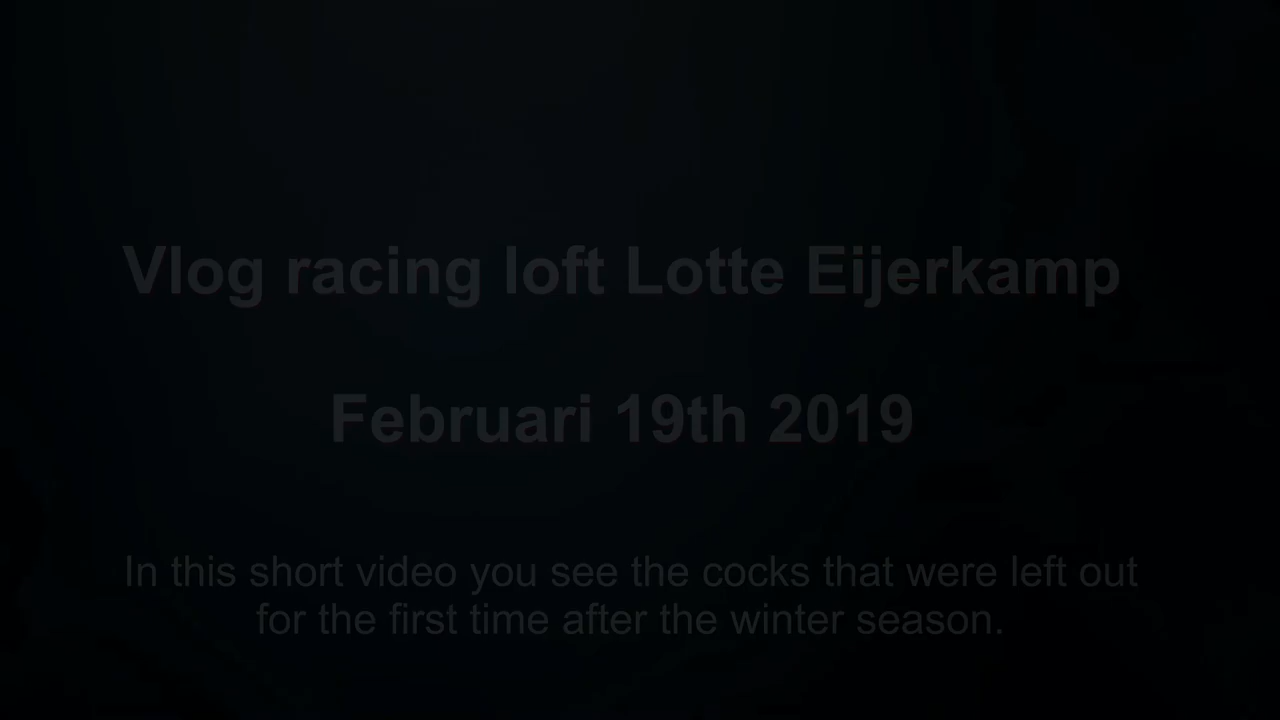 Vlog racing loft Lotte Eijerkamp
Februari 19th 2019
In this short video you see the cocks that were left out
for the first time after the winter season.